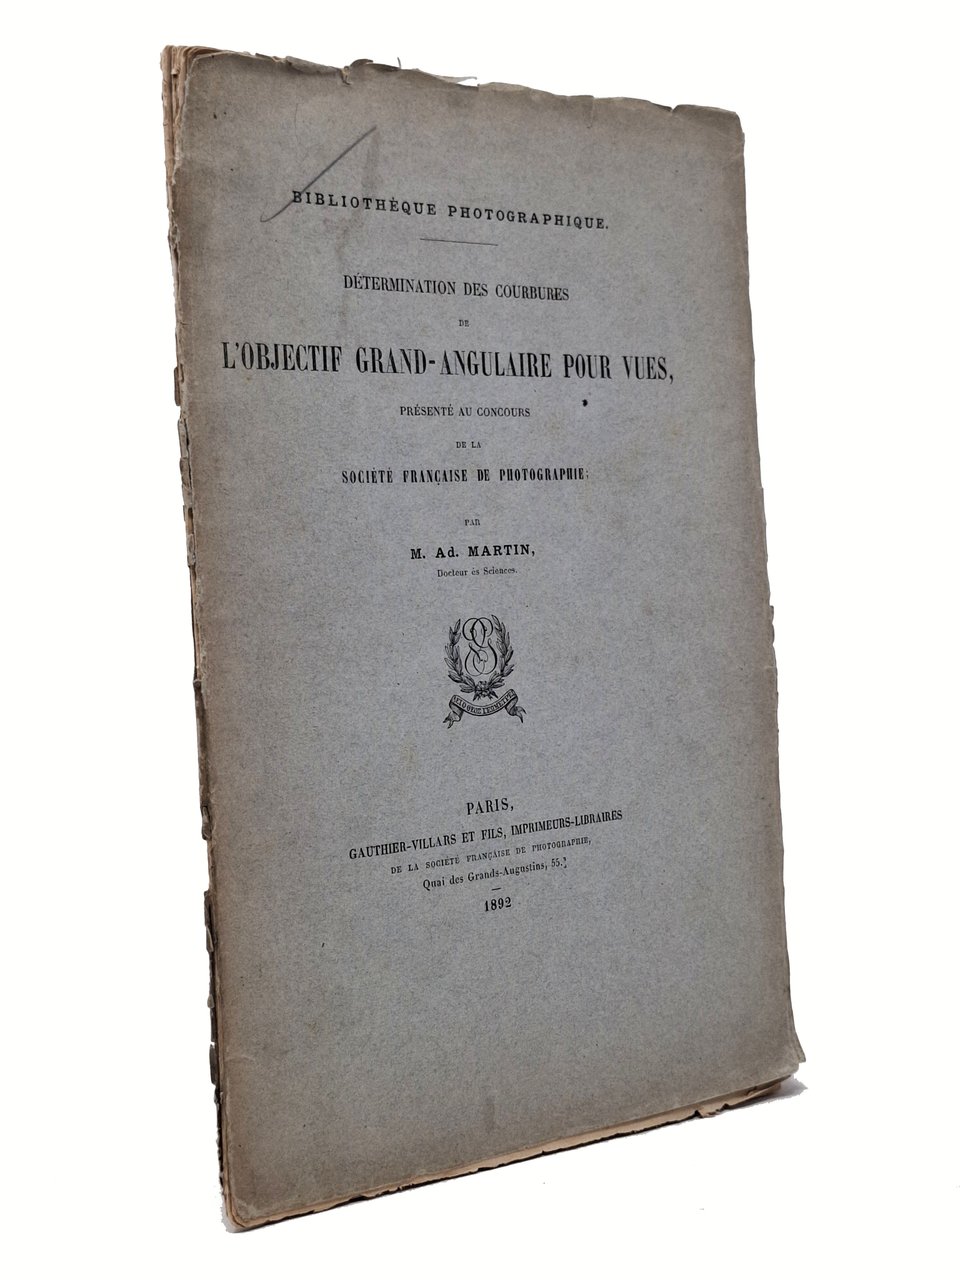 BIBLIOTHÈQUE PHOTOGRAPHIQUE.
DÉTERMINATION DES COURBURES
DE
L'OBJECTIF GRAND-ANGULAIRE POUR VUES,
PRÉSENTÉ AU CONCOURS
DE LA
SOCIÉTÉ FRANÇAISE DE PHOTOGRAPHIE;
PAR
M. Ad. MARTIN,
Docteur ès Sciences.
PARIS,
GAUTHIER-VILLARS ET FILS, IMPRIMEURS-LIBRAIRES
DE LA SOCIÉTÉ FRANÇAISE DE PHOTOGRAPHIE,
Quai des Grands-Augustins, 55.
1892